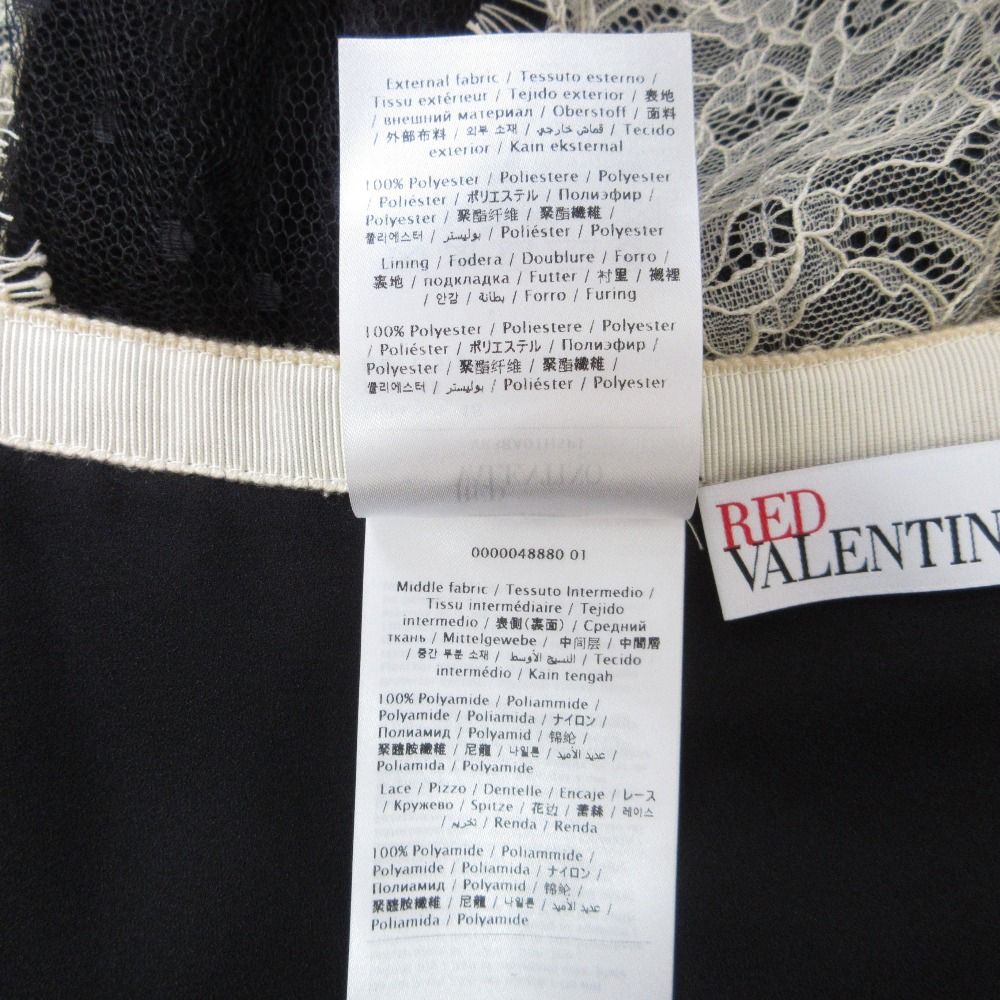 External fabric / Tessuto esterno /
Tissu extérieur / Tejido exterior / 表地
/ внешний материал / Oberstoff / 面料
/ 外部布料 / 외부 소재 / قماش خارجي / Tecido
exterior / Kain eksternal
100% Polyester / Poliestere / Polyester
/ Poliéster / ポリエステル / Полиэфир /
Polyester / 聚酯纤维 / 聚酯纖維 /
폴리에스터 / بوليستر / Poliéster / Polyester
Lining / Fodera / Doublure / Forro /
裏地 / подкладка / Futter / 衬里 / 襯裡
/ 안감 / بطانة / Forro / Furing
100% Polyester / Poliestere / Polyester
/ Poliéster / ポリエステル / Полиэфир /
Polyester / 聚酯纤维 / 聚酯纖維 /
폴리에스터 / بوليستر / Poliéster / Polyester
RED
VALENTIN
0000048880 01
Middle fabric / Tessuto Intermedio /
Tissu intermédiaire / Tejido
intermedio / 表側(裏面) / Средний
ткань / Mittelgewebe / 中间层 / 中間層
/ 중간 부분 소재 / النسيج الأوسط / Tecido
intermédio / Kain tengah
100% Polyamide / Poliammide /
Polyamide / Poliamida / ナイロン /
Полиамид / Polyamid / 锦纶 /
聚醯胺纖維 / 尼龍 / 나일론 / عديد الأميد /
Poliamida / Polyamide
Lace / Pizzo / Dentelle / Encaje / レース
/ Кружево / Spitze / 花边 / 蕾絲 / 레이스
/ تخريم / Renda / Renda
100% Polyamide / Poliammide /
Polyamide / Poliamida / ナイロン /
Полиамид / Polyamid / 锦纶 /
聚醯胺纖維 / 尼龍 / 나일론 / عديد الأميد /
Poliamida / Polyamide